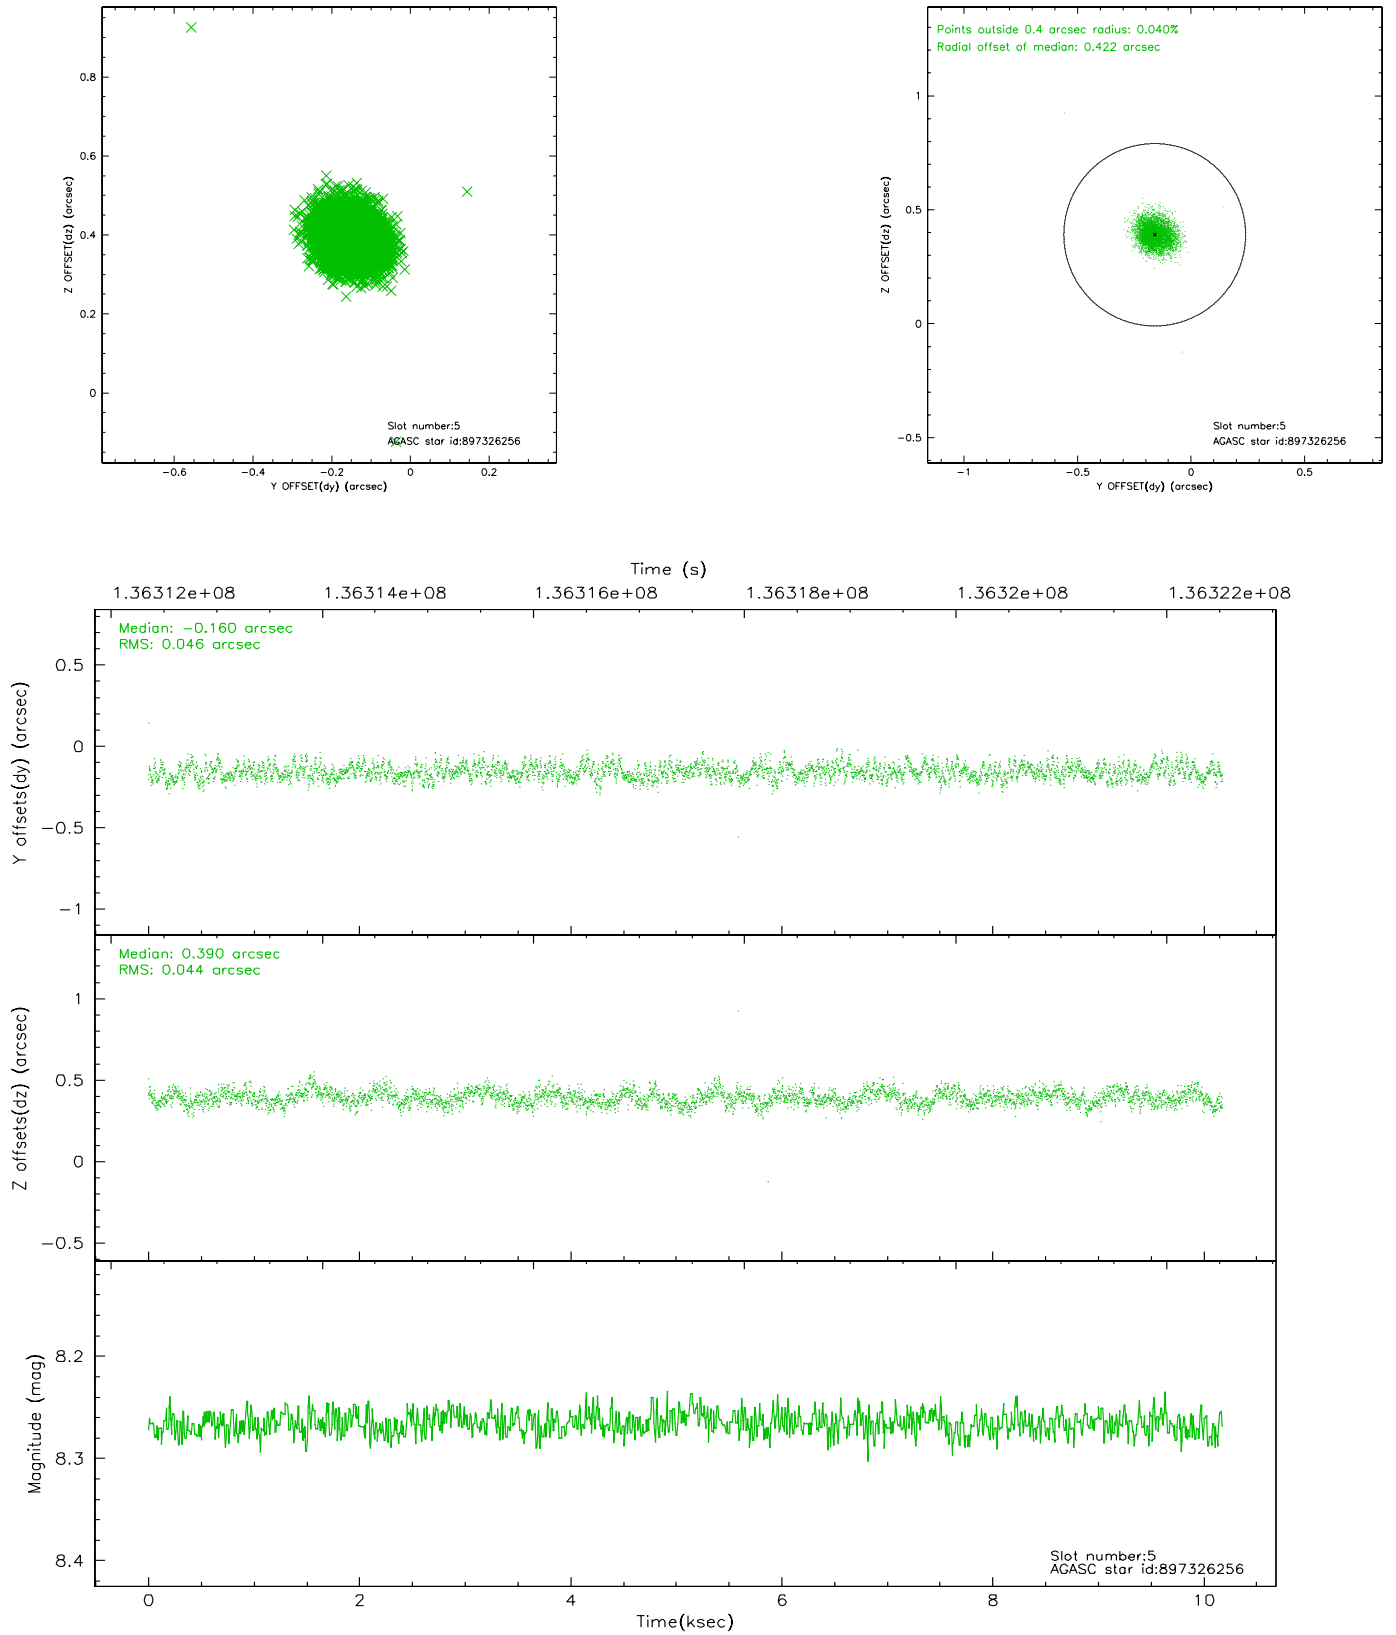 0.8
0.6
0.4
0.2
0
Z OFFSET(dz) (arcsec)
Slot number:5
AGASC star id:897326256
−0.6 −0.4 −0.2 0 0.2
Y OFFSET(dy) (arcsec)
Points outside 0.4 arcsec radius: 0.040%
Radial offset of median: 0.422 arcsec
1
0.5
0
−0.5
Z OFFSET(dz) (arcsec)
Slot number:5
AGASC star id:897326256
−1 −0.5 0 0.5
Y OFFSET(dy) (arcsec)
Time (s)
1.36312e+08 1.36314e+08 1.36316e+08 1.36318e+08 1.3632e+08 1.36322e+08
Median: −0.160 arcsec
RMS: 0.046 arcsec
0.5
0
−0.5
−1
Y offsets(dy) (arcsec)
Median: 0.390 arcsec
RMS: 0.044 arcsec
1
0.5
0
−0.5
Z offsets(dz) (arcsec)
8.2
8.3
8.4
Magnitude (mag)
Slot number:5
AGASC star id:897326256
0 2 4 6 8 10
Time(ksec)